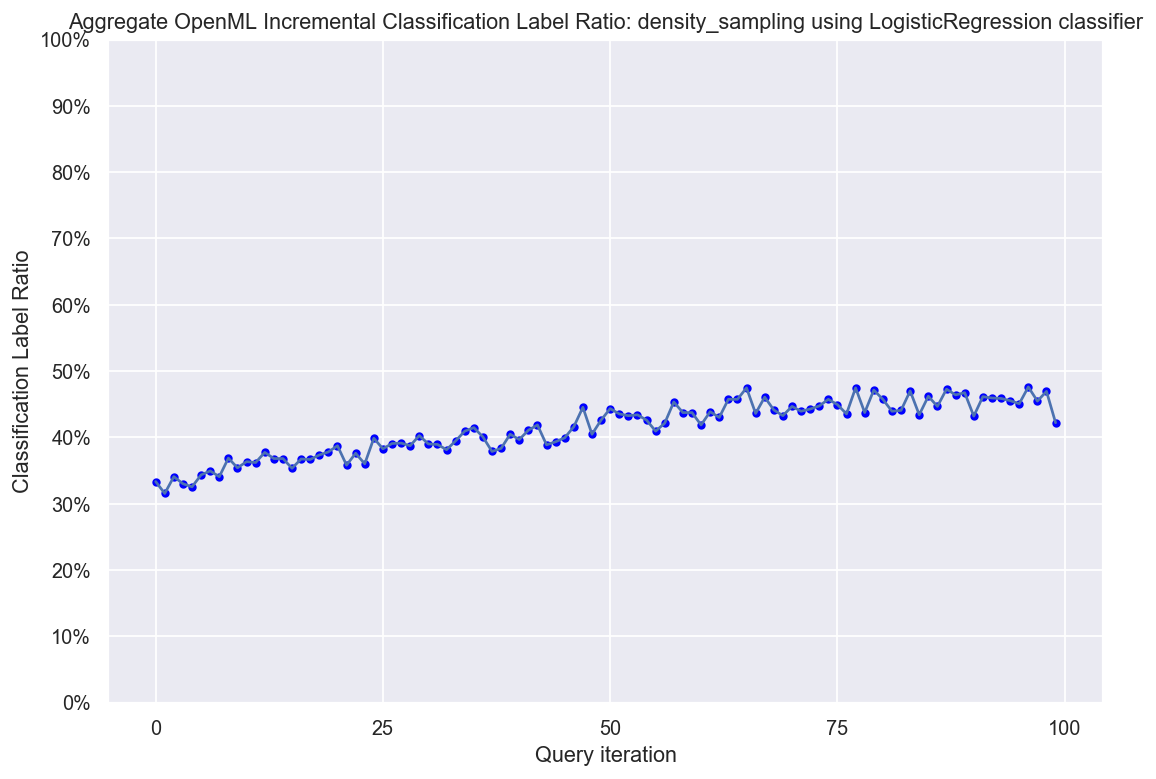 Aggregate OpenML Incremental Classification Label Ratio: density_sampling using LogisticRegression classifier
100%
90%
80%
70%
60%
50%
40%
30%
20%
10%
0%
Classification Label Ratio
0 25 50 75 100
Query iteration